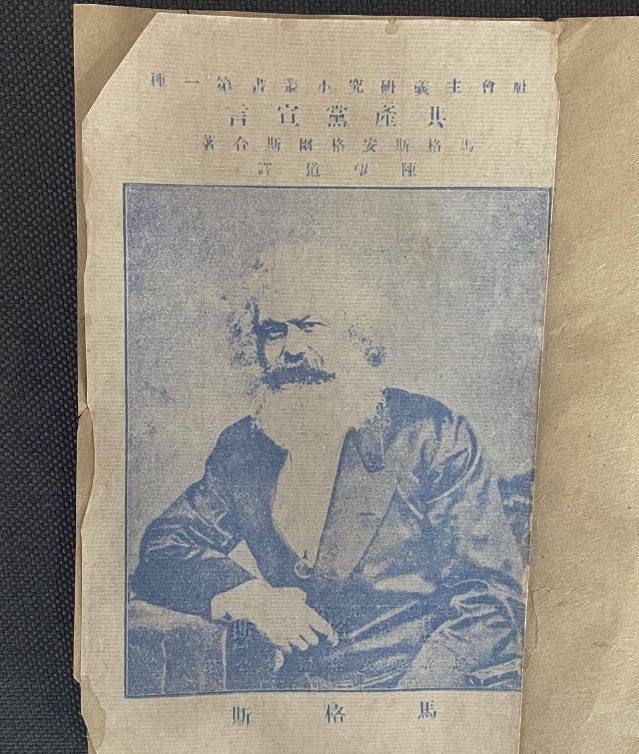 社會主義研究小叢書第一種
共產黨宣言
馬格斯安格爾斯合著
陳望道譯
馬格斯